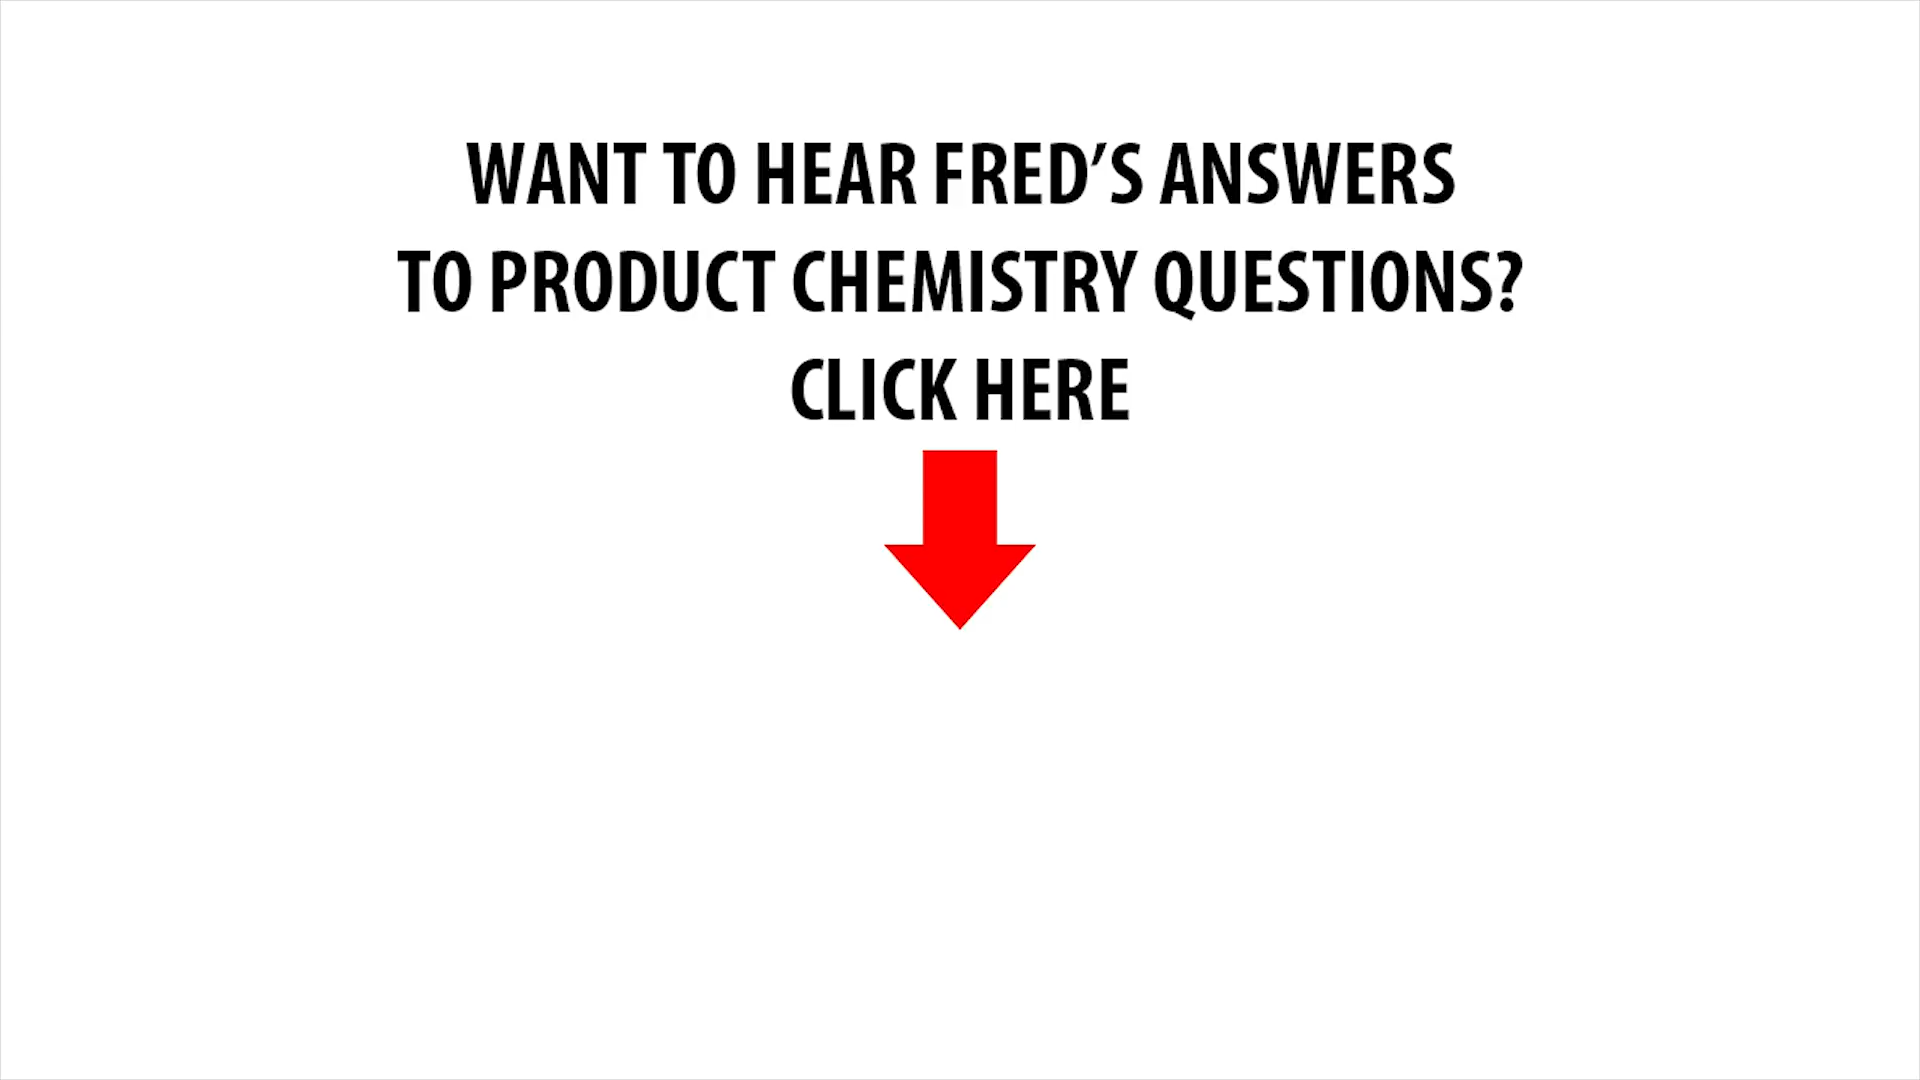 WANT TO HEAR FRED’S ANSWERS
TO PRODUCT CHEMISTRY QUESTIONS?
CLICK HERE